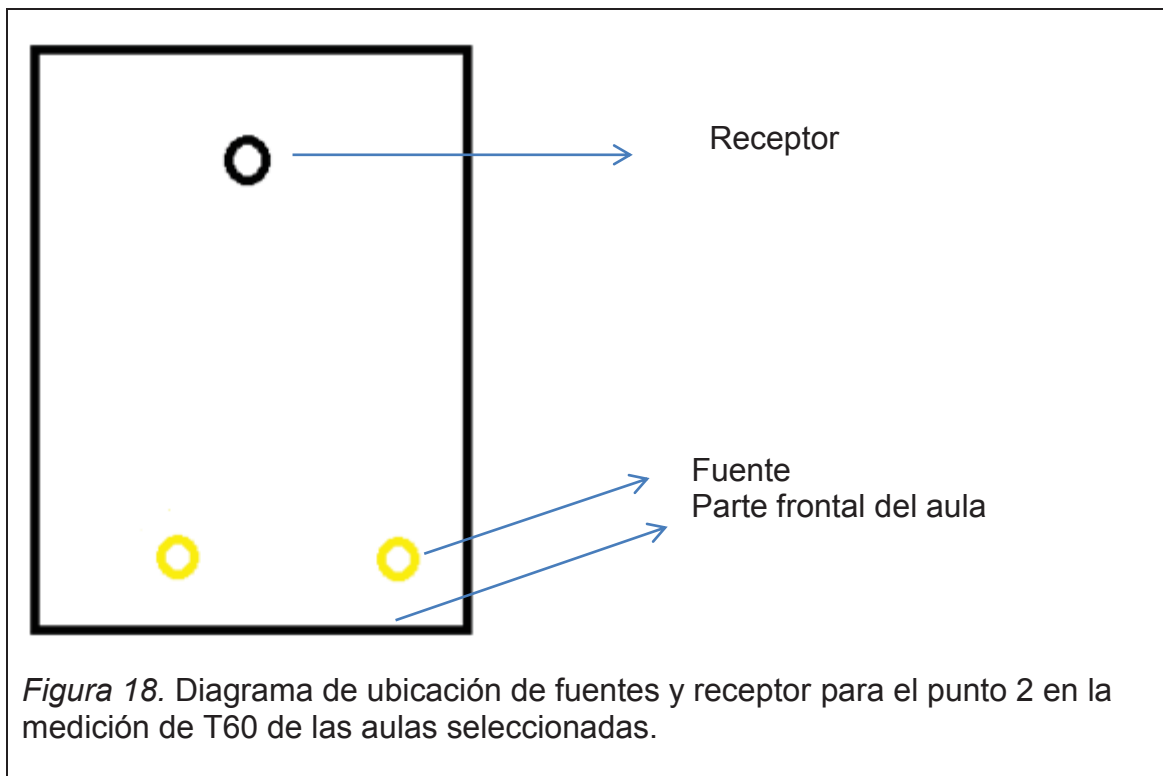 Receptor
Fuente
Parte frontal del aula
Figura 18. Diagrama de ubicación de fuentes y receptor para el punto 2 en la
medición de T60 de las aulas seleccionadas.